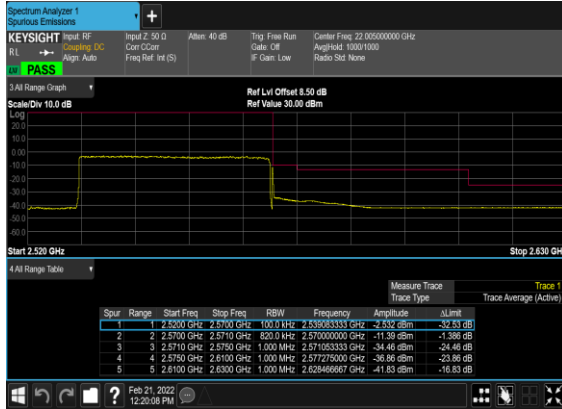 Spectrum Analyzer 1
Spurious Emissions
+
KEYSIGHT Input: RF Input Z: 50 Ω Atten: 40 dB Trig: Free Run Center Freq: 22.005000000 GHz
RL Coupling: DC Corr CCorr Gate: Off Avg|Hold: 1000/1000
Align: Auto Freq Ref: Int (S) IF Gain: Low Radio Std: None
PASS
3 All Range Graph
Ref Lvl Offset 8.50 dB
Scale/Div 10.0 dB Ref Value 30.00 dBm
Log
20.0
10.0
0.00
-10.0
-20.0
-30.0
-40.0
-50.0
-60.0
Start 2.520 GHz Stop 2.630 GH
4 All Range Table
Measure Trace Trace 1
Trace Type Trace Average (Active)
Spur Range Start Freq Stop Freq RBW Frequency Amplitude ΔLimit
1 1 2.5200 GHz 2.5700 GHz 100.0 kHz 2.539083333 GHz -2.532 dBm -32.53 dB
2 2 2.5700 GHz 2.5710 GHz 820.0 kHz 2.570000000 GHz -11.39 dBm -1.386 dB
3 3 2.5710 GHz 2.5750 GHz 1.000 MHz 2.571053333 GHz -34.46 dBm -24.46 dB
4 4 2.5750 GHz 2.6100 GHz 1.000 MHz 2.577275000 GHz -36.86 dBm -23.86 dB
5 5 2.6100 GHz 2.6300 GHz 1.000 MHz 2.628466667 GHz -41.83 dBm -16.83 dB
? Feb 21, 2022
12:20:08 PM